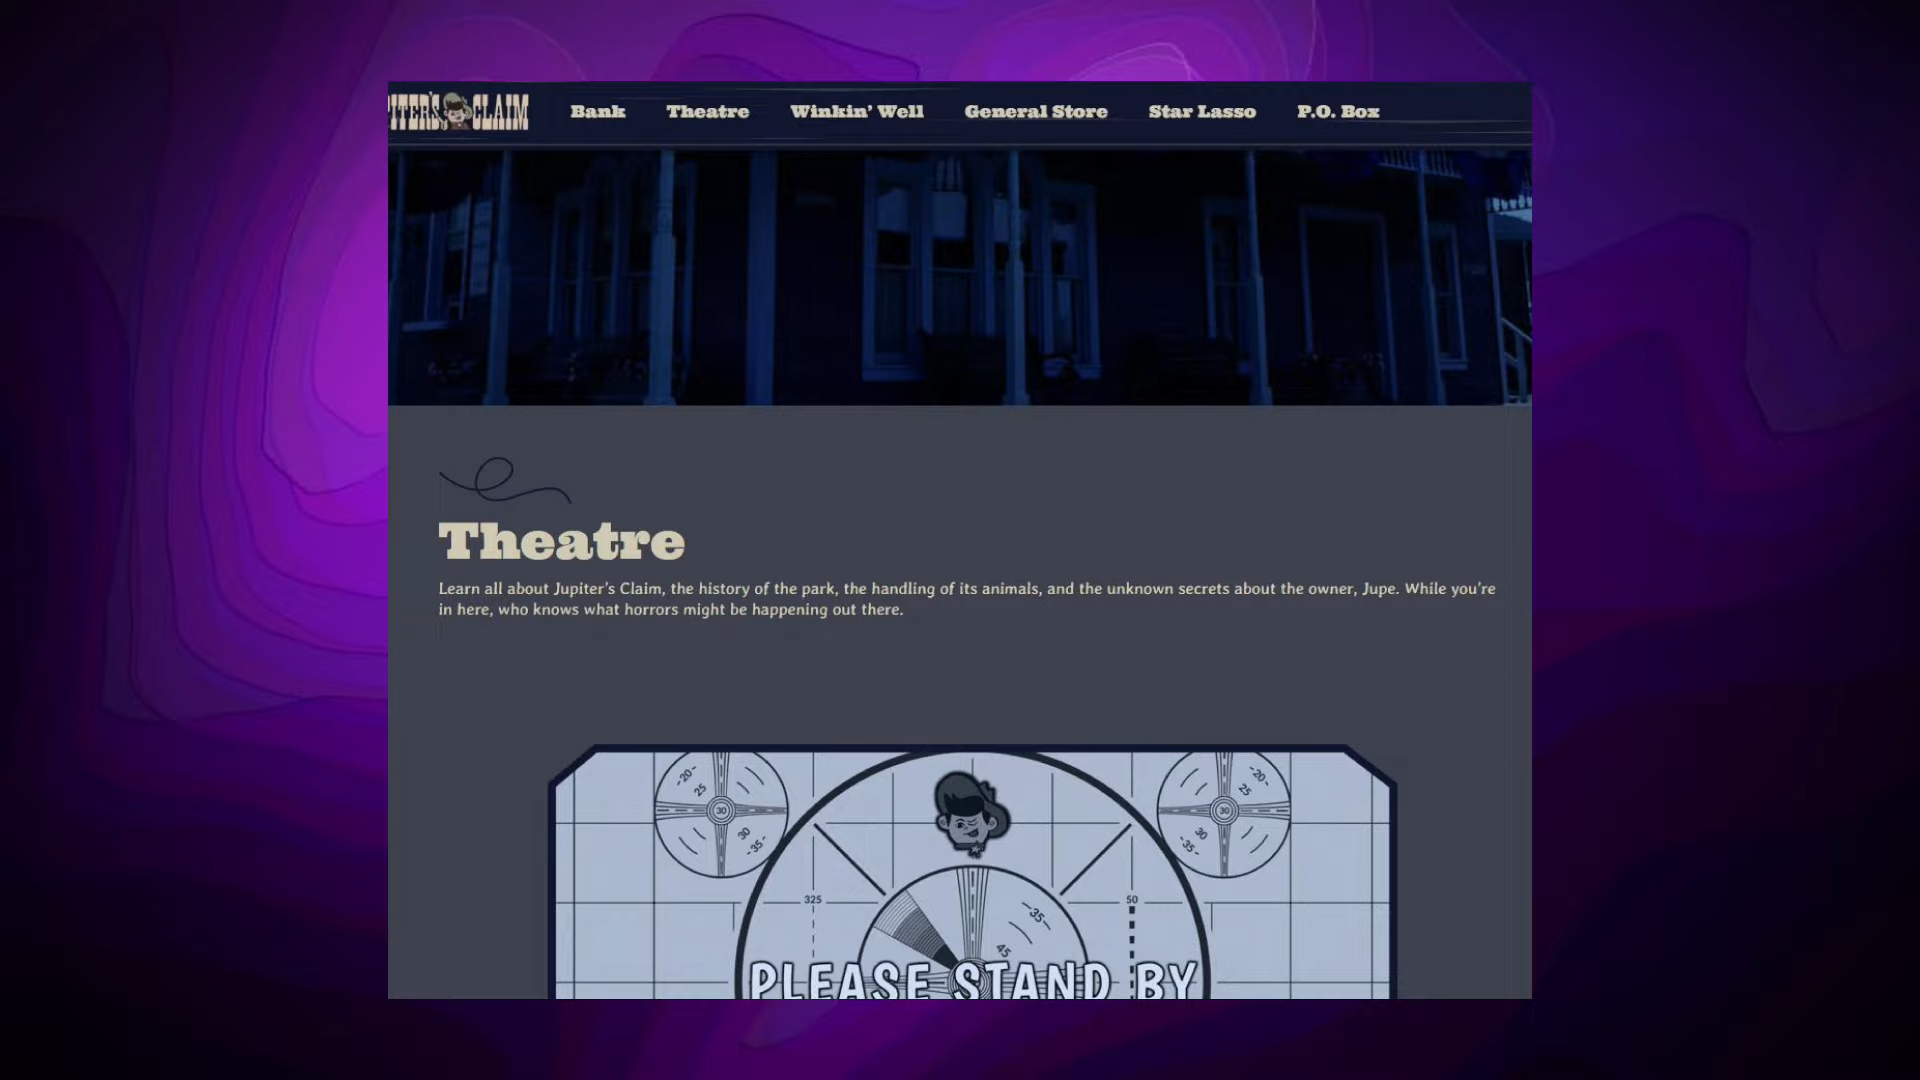 ITER'S CLAIM
Bank Theatre Winkin' Well General Store Star Lasso P.O. Box
Theatre
Learn all about Jupiter's Claim, the history of the park, the handling of its animals, and the unknown secrets about the owner, Jupe. While you're
in here, who knows what horrors might be happening out there.
-20- -20-
25 25
30 30
30 30
-35- -35-
325 50
-35-
45
PLEASE STAND BY